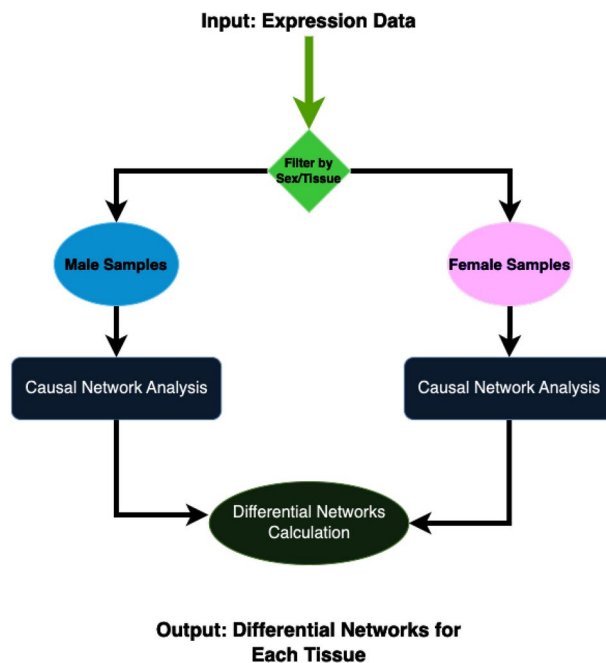 Input: Expression Data
Filter by
Sex/Tissue
Male Samples
Female Samples
Causal Network Analysis
Causal Network Analysis
Differential Networks
Calculation
Output: Differential Networks for
Each Tissue